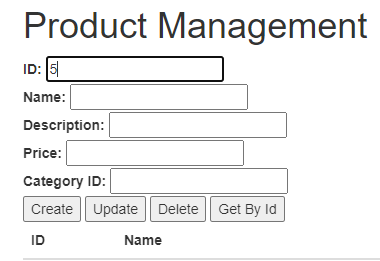 Product Management
ID: 5
Name:
Description:
Price:
Category ID:
Create Update Delete Get By Id
ID Name